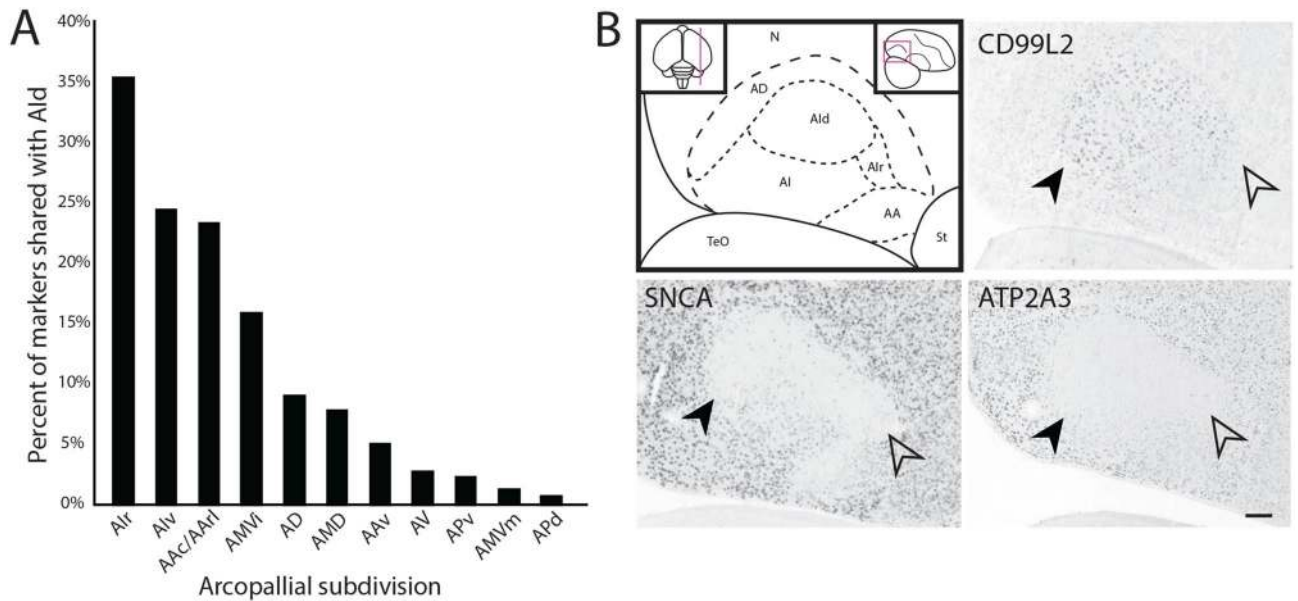 A
Percent of markers shared with AId
40%
35%
30%
25%
20%
15%
10%
5%
0%
AIr
AIv
AAc/AArl
AMVi
AD
AMD
AAv
AV
APv
AMVm
APd
Arcopallial subdivision
B
N
AD
AId
AIr
AI
AA
TeO
St
CD99L2
SNCA
ATP2A3